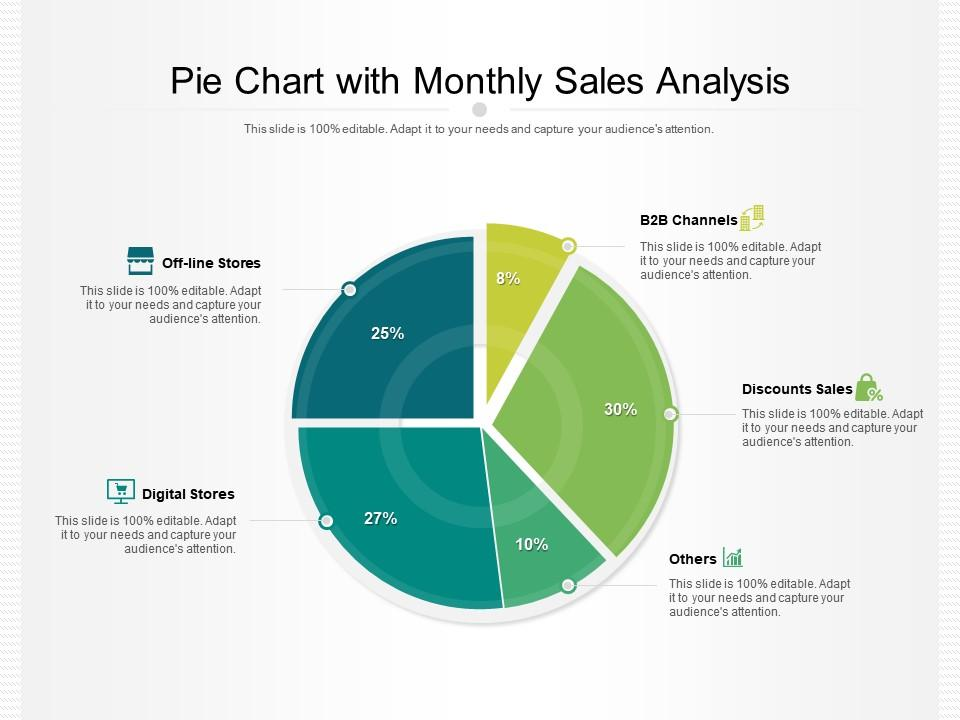 Pie Chart with Monthly Sales Analysis
This slide is 100% editable. Adapt it to your needs and capture your audience's attention.
B2B Channels
This slide is 100% editable. Adapt
it to your needs and capture your
audience's attention.
8%
Off-line Stores
This slide is 100% editable. Adapt
it to your needs and capture your
audience's attention.
25%
30%
Discounts Sales
%
This slide is 100% editable. Adapt
it to your needs and capture your
audience's attention.
Digital Stores
This slide is 100% editable. Adapt
it to your needs and capture your
audience's attention.
27%
10%
Others
This slide is 100% editable. Adapt
it to your needs and capture your
audience's attention.